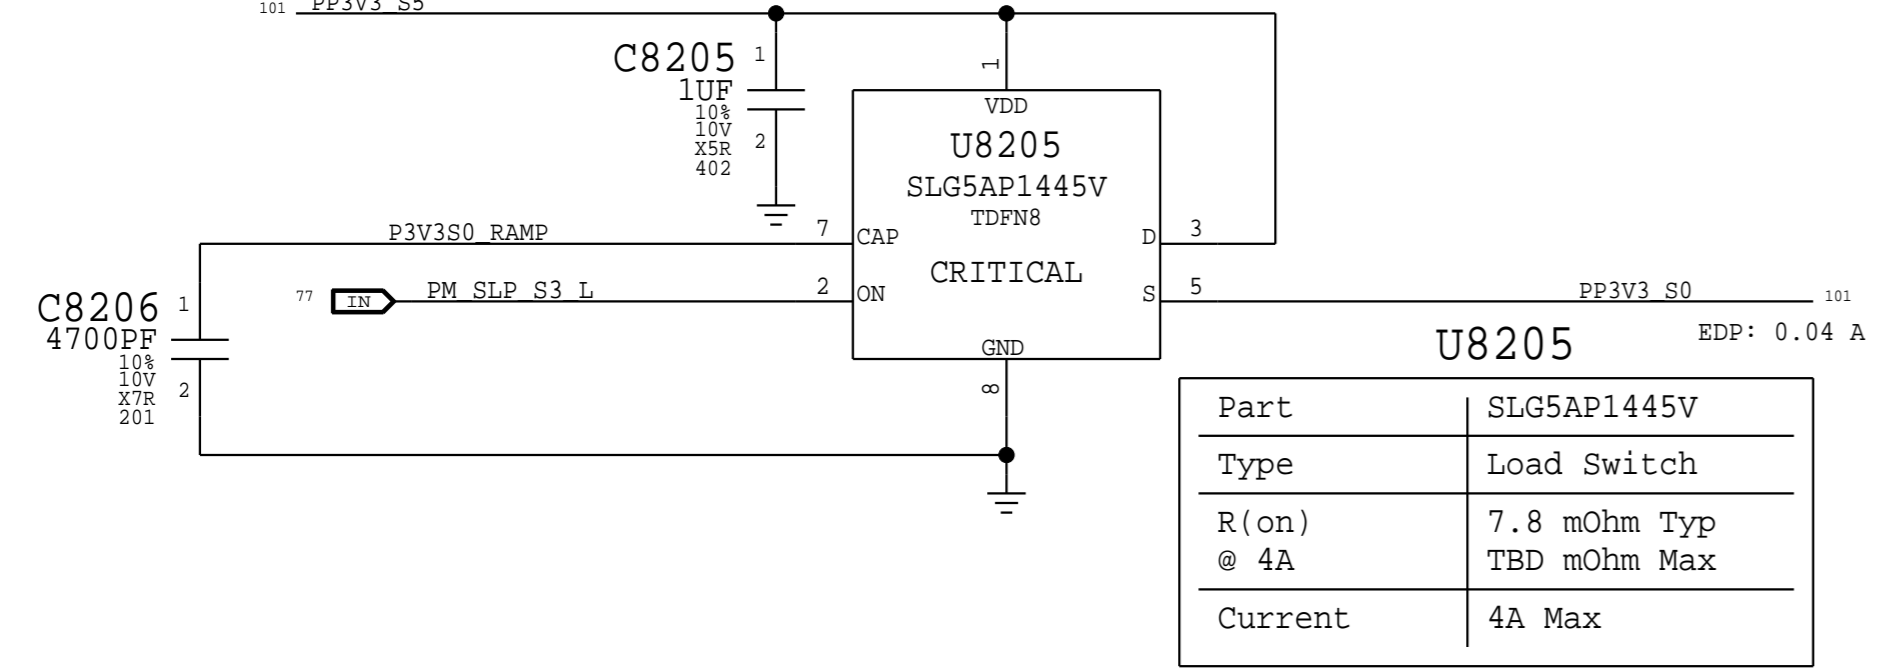 101 PP3V3_S5
C8205
1UF
10%
10V
X5R
402
1
2
1
VDD
U8205
SLG5AP1445V
TDFN8
CRITICAL
P3V3S0_RAMP
7
CAP
D
3
77 IN PM_SLP_S3_L
2
ON
S
5
PP3V3_S0
101
EDP: 0.04 A
GND
8
C8206
4700PF
10%
10V
X7R
201
1
2
U8205
Part SLG5AP1445V
Type Load Switch
R(on) 7.8 mOhm Typ
@ 4A TBD mOhm Max
Current 4A Max